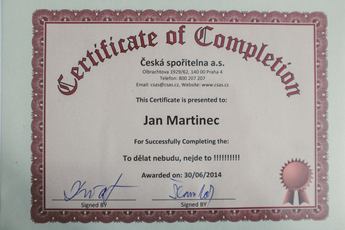 Certificate of Completion
Česká spořitelna a.s.
Olbrachtova 1929/62, 140 00 Praha 4
Telefon: 800 207 207
Email: csas@csas.cz, Website: www.csas.cz
This Certificate is presented to:
Jan Martinec
For Successfully Completing the:
To dělat nebudu, nejde to !!!!!!!!!!
Awarded on: 30/06/2014
Signed BY
Signed BY